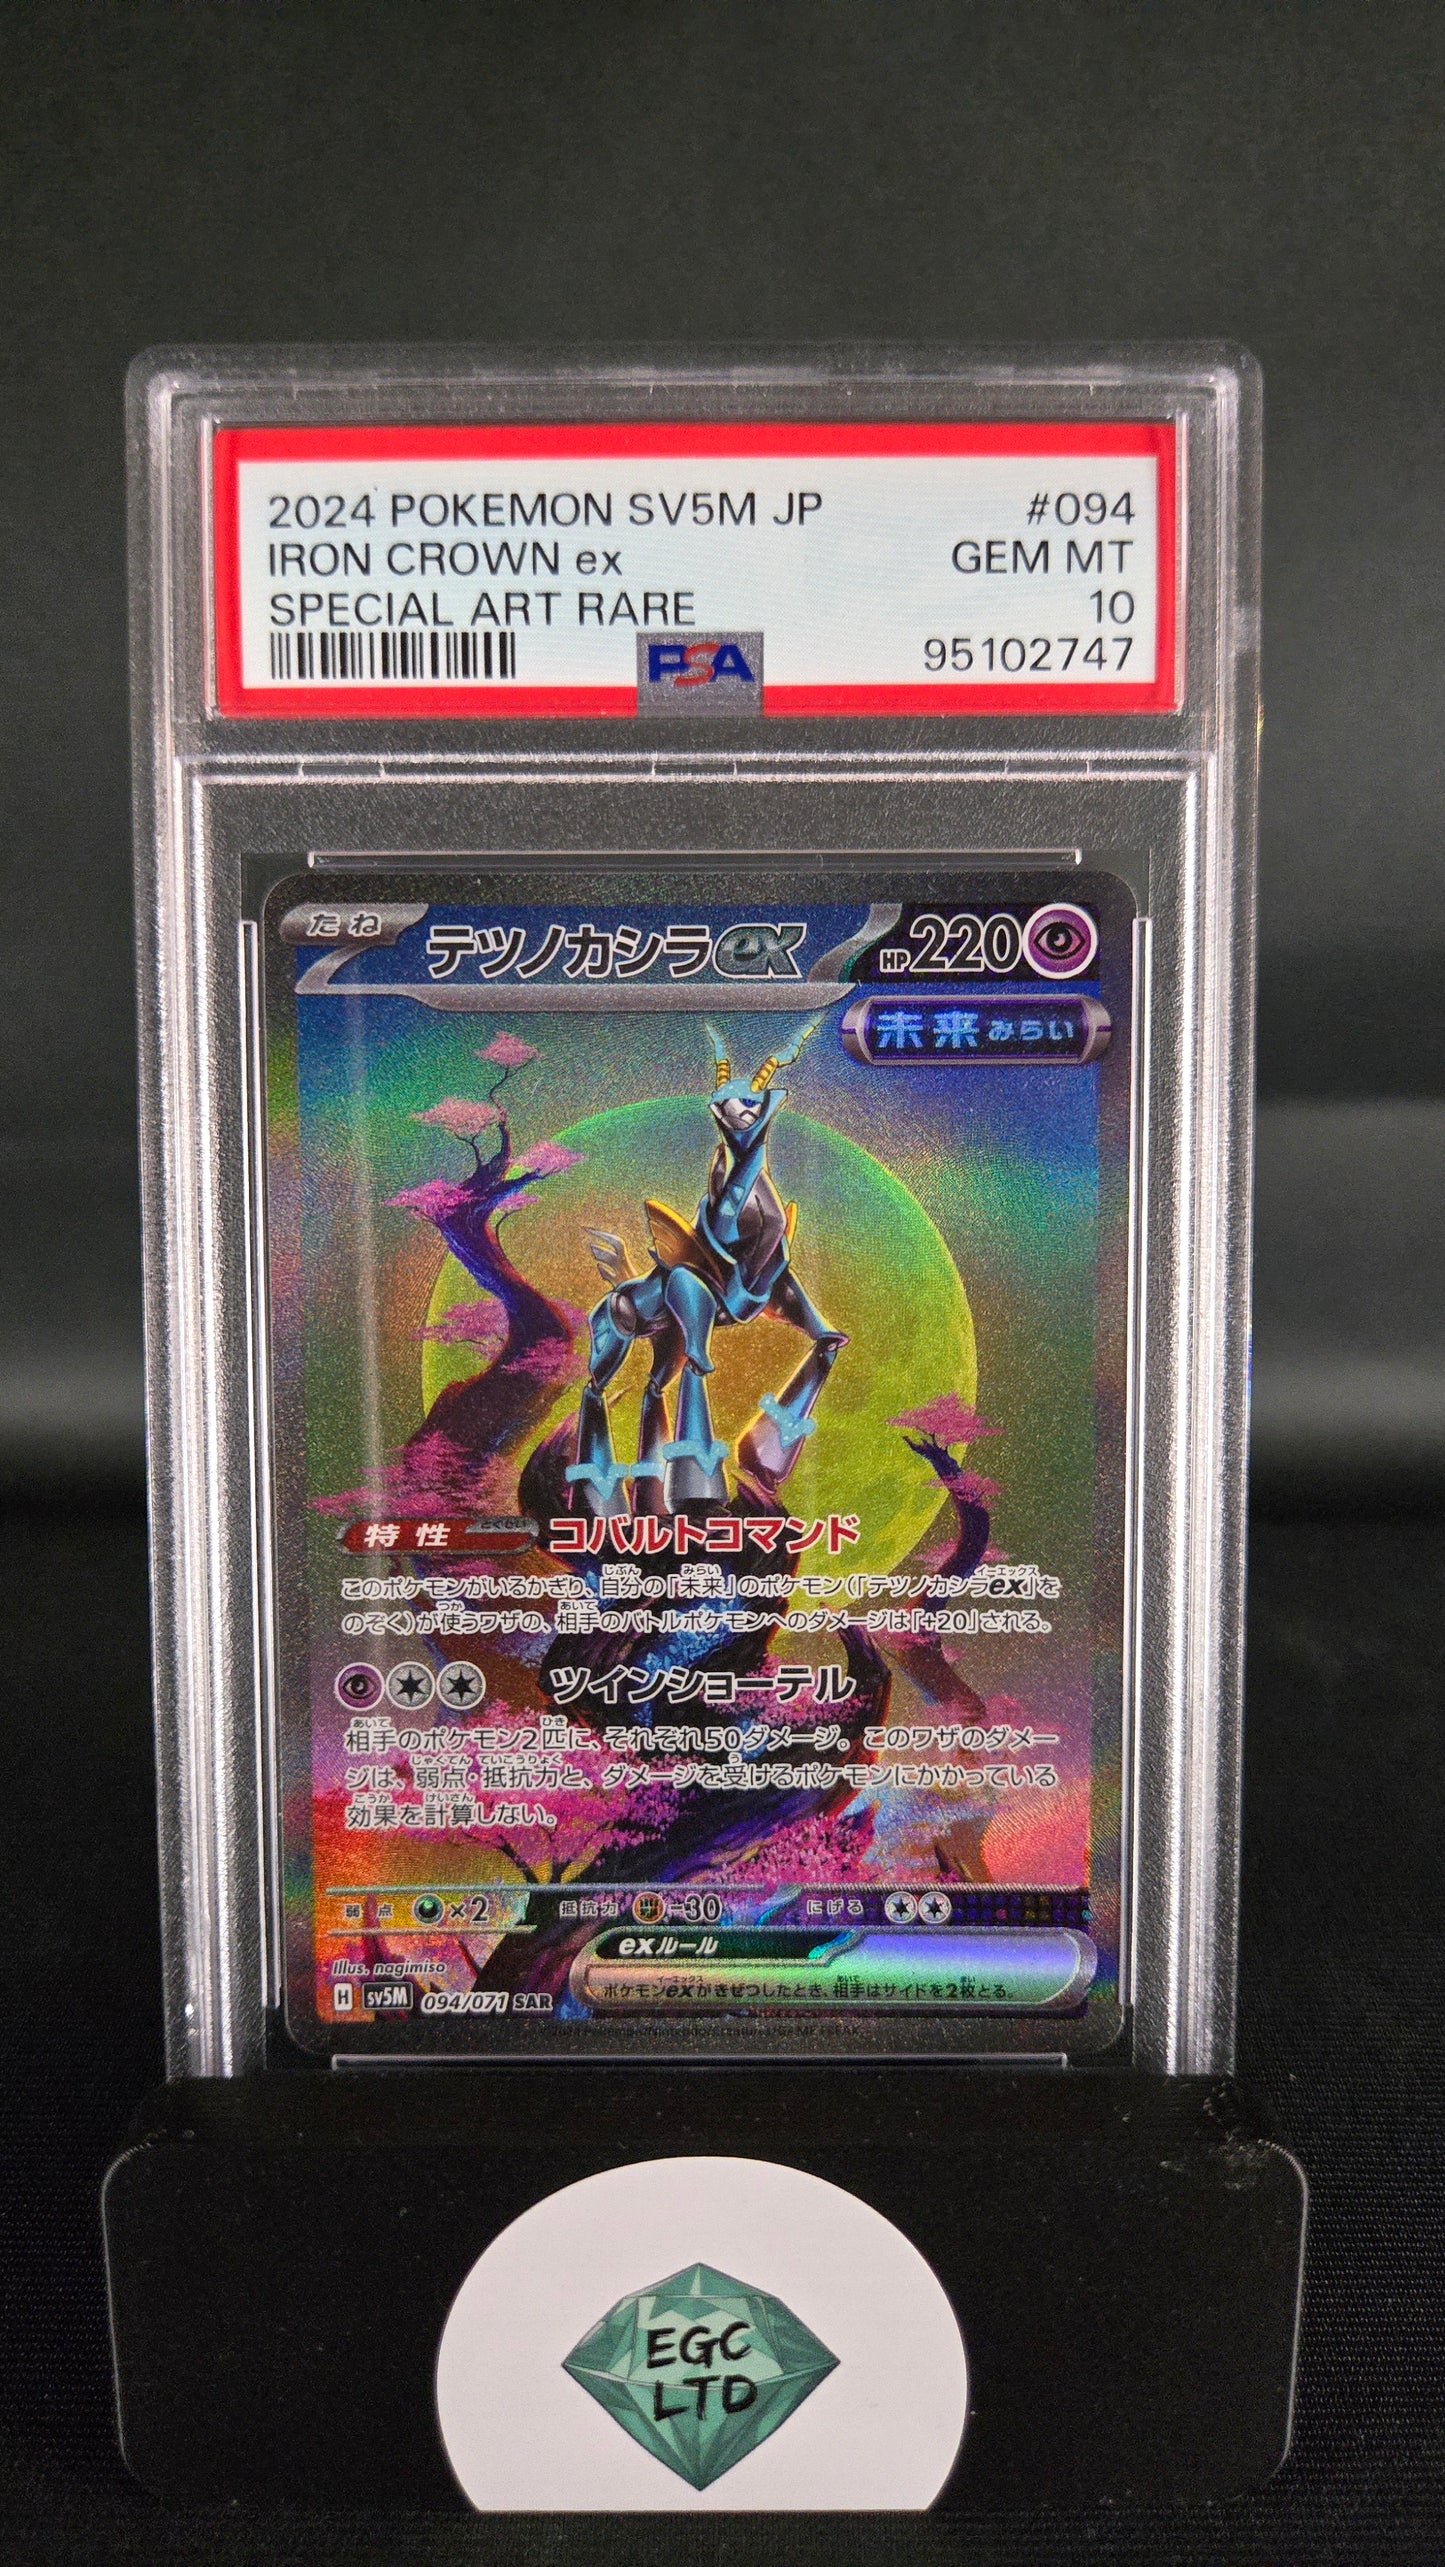 2024 POKEMON SV5M JP #094
IRON CROWN ex GEM MT
SPECIAL ART RARE 10
PSA 95102747
たね テツノカシラex HP 220
未来 みらい
特性 とくせい コバルトコマンド
このポケモンがいるかぎり、自分の「未来」のポケモン(「テツノカシラex」を
のぞく)が使うワザの、相手のバトルポケモンへのダメージは「+20」される。
ツインショーテル
相手のポケモン2匹に、それぞれ50ダメージ。このワザのダメー
ジは、弱点・抵抗力と、ダメージを受けるポケモンにかかっている
効果を計算しない。
弱点 ×2 抵抗力 -30 にげる
exルール
ポケモンexがきぜつしたとき、相手はサイドを2枚とる。
Illus. nagimiso
H sv5M 094/071 SAR
EGC
LTD